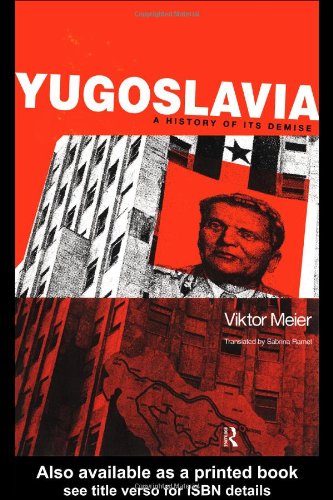 YUGOSLAVIA
A HISTORY OF ITS DEMISE
Viktor Meier
Translated by Sabrina Ramet
R
ROUTLEDGE
Also available as a printed book
see title verso for ISBN details